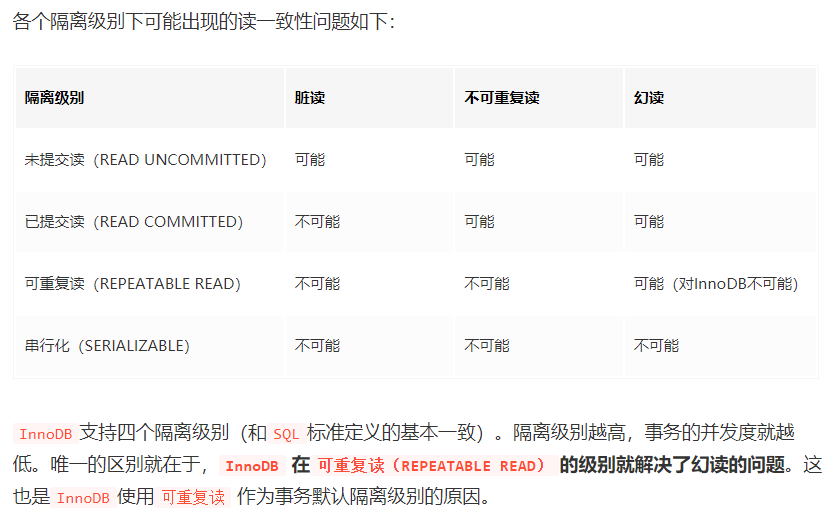 各个隔离级别下可能出现的读一致性问题如下：
隔离级别 脏读 不可重复读 幻读
未提交读（READ UNCOMMITTED） 可能 可能 可能
已提交读（READ COMMITTED） 不可能 可能 可能
可重复读（REPEATABLE READ） 不可能 不可能 可能（对InnoDB不可能）
串行化（SERIALIZABLE） 不可能 不可能 不可能
InnoDB 支持四个隔离级别（和 SQL 标准定义的基本一致）。隔离级别越高，事务的并发度就越
低。唯一的区别就在于，InnoDB 在 可重复读（REPEATABLE READ） 的级别就解决了幻读的问题。这
也是 InnoDB 使用 可重复读 作为事务默认隔离级别的原因。